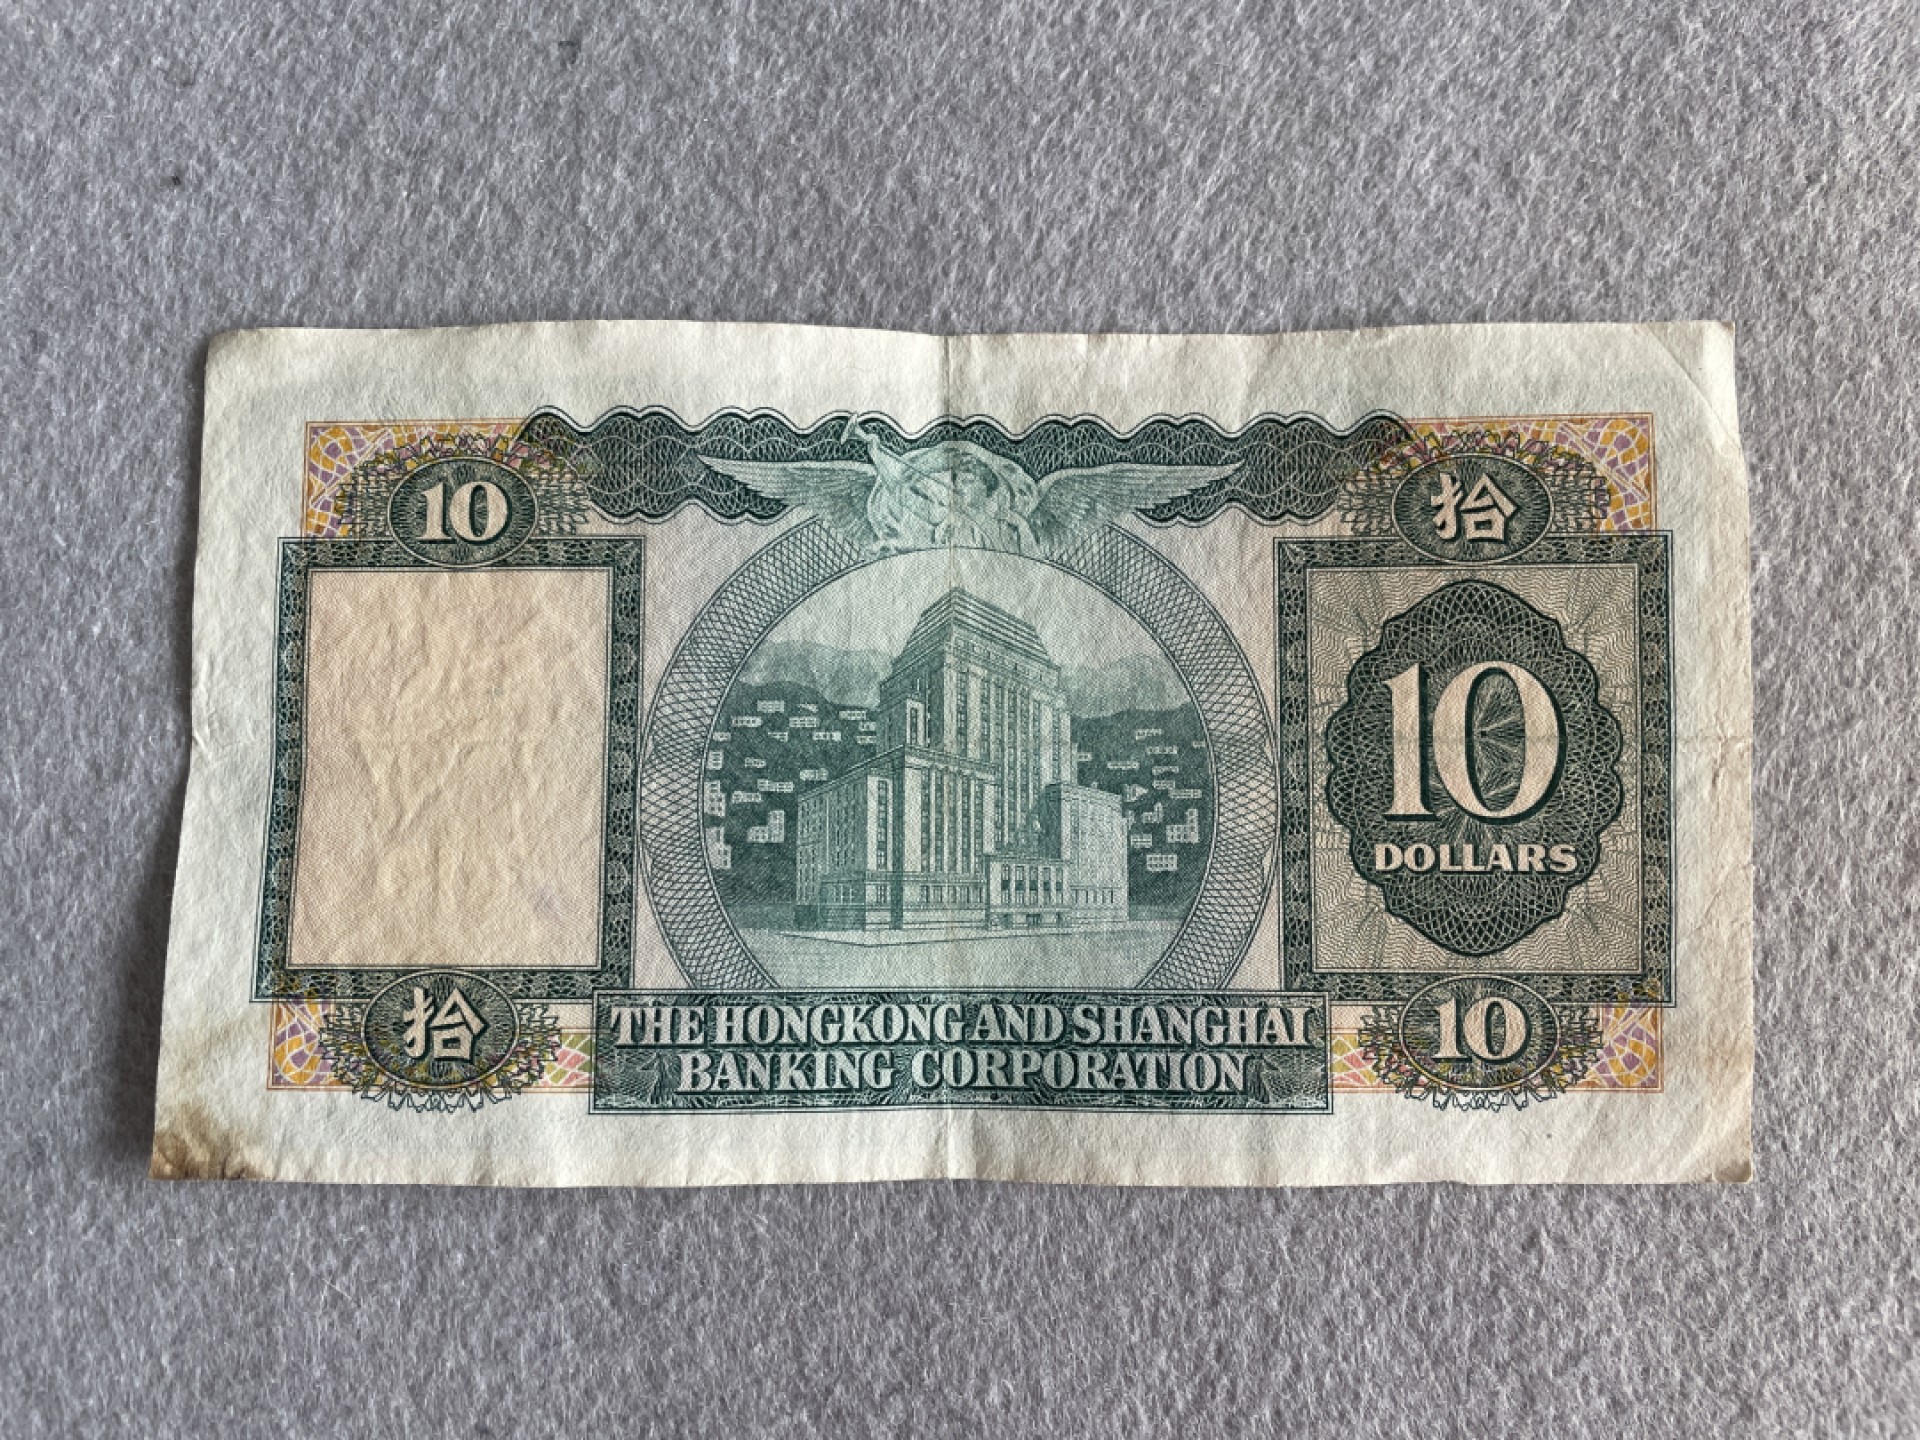 10
拾
10
DOLLARS
拾
THE HONGKONG AND SHANGHAI
BANKING CORPORATION
10